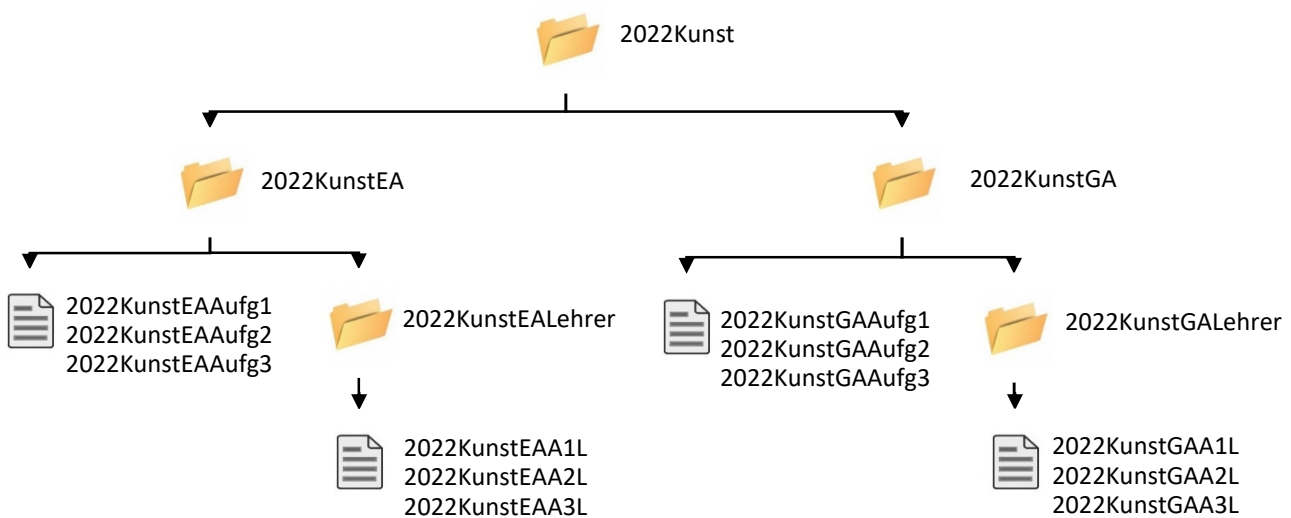 2022Kunst
2022KunstEA
2022KunstGA
2022KunstEAAufg1
2022KunstEAAufg2
2022KunstEAAufg3
2022KunstEALehrer
2022KunstGAAufg1
2022KunstGAAufg2
2022KunstGAAufg3
2022KunstGALehrer
2022KunstEAA1L
2022KunstEAA2L
2022KunstEAA3L
2022KunstGAA1L
2022KunstGAA2L
2022KunstGAA3L